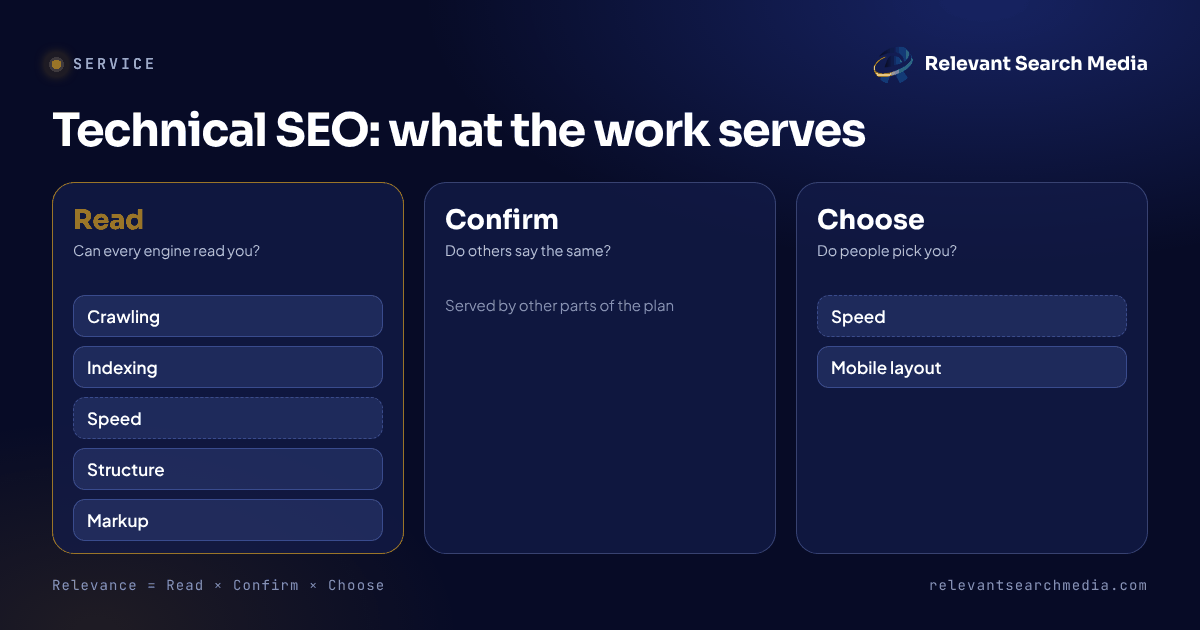 SERVICE
Relevant Search Media
Technical SEO: what the work serves
Read
Can every engine read you?
Crawling
Indexing
Speed
Structure
Markup
Confirm
Do others say the same?
Served by other parts of the plan
Choose
Do people pick you?
Speed
Mobile layout
Relevance = Read × Confirm × Choose
relevantsearchmedia.com